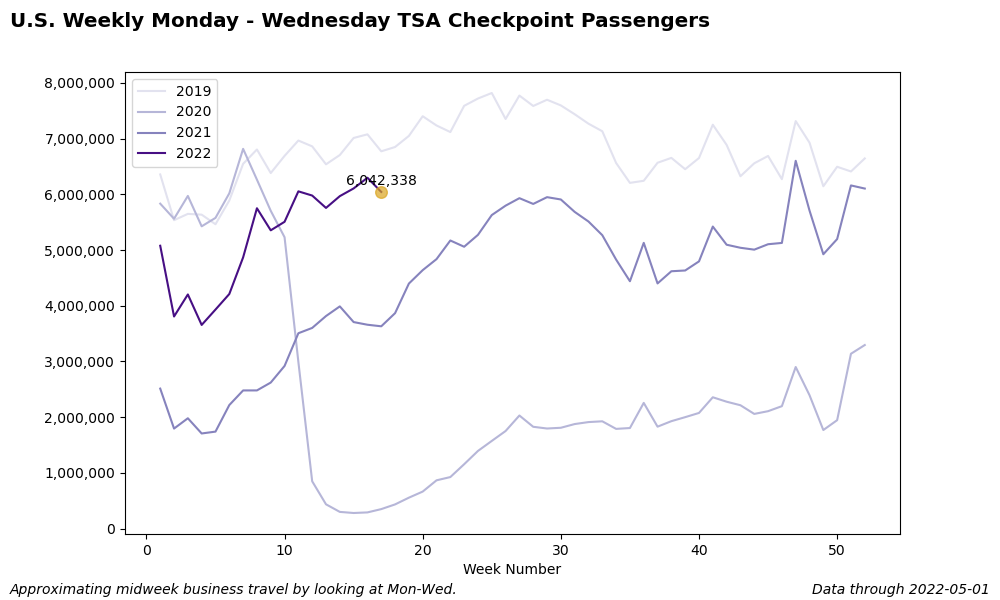 U.S. Weekly Monday - Wednesday TSA Checkpoint Passengers
2019
2020
2021
2022
6,042,338
8,000,000
7,000,000
6,000,000
5,000,000
4,000,000
3,000,000
2,000,000
1,000,000
0
0 10 20 30 40 50
Week Number
Approximating midweek business travel by looking at Mon-Wed.
Data through 2022-05-01